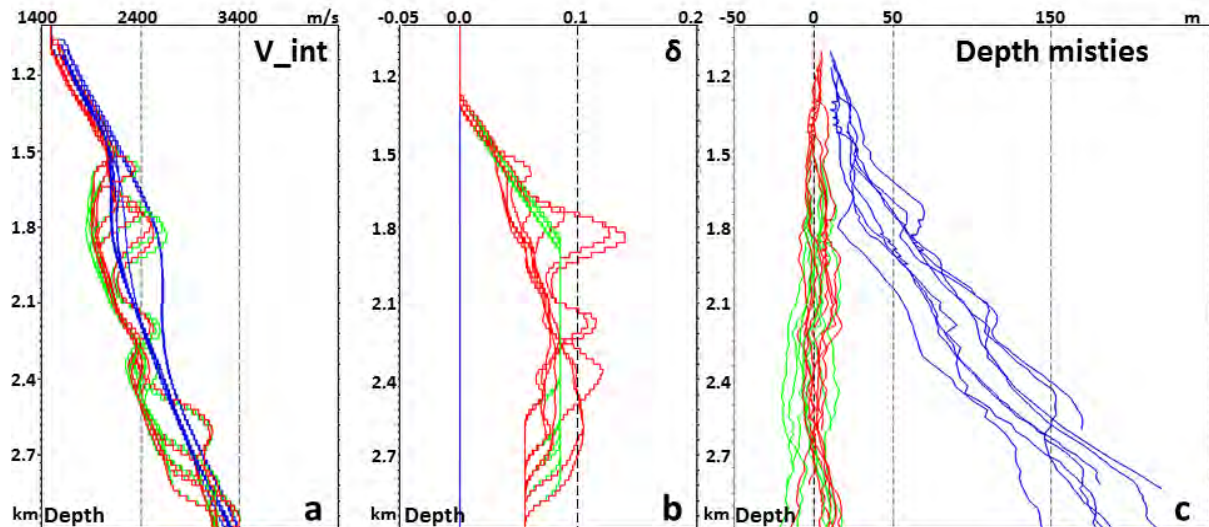 1400 2400 3400 m/s -0.05 0.0 0.1 0.2 -50 0 50 150 m
V_int δ Depth misties
1.2 1.2 1.2
1.5 1.5 1.5
1.8 1.8 1.8
2.1 2.1 2.1
2.4 2.4 2.4
2.7 2.7 2.7
km Depth a km Depth b km Depth c